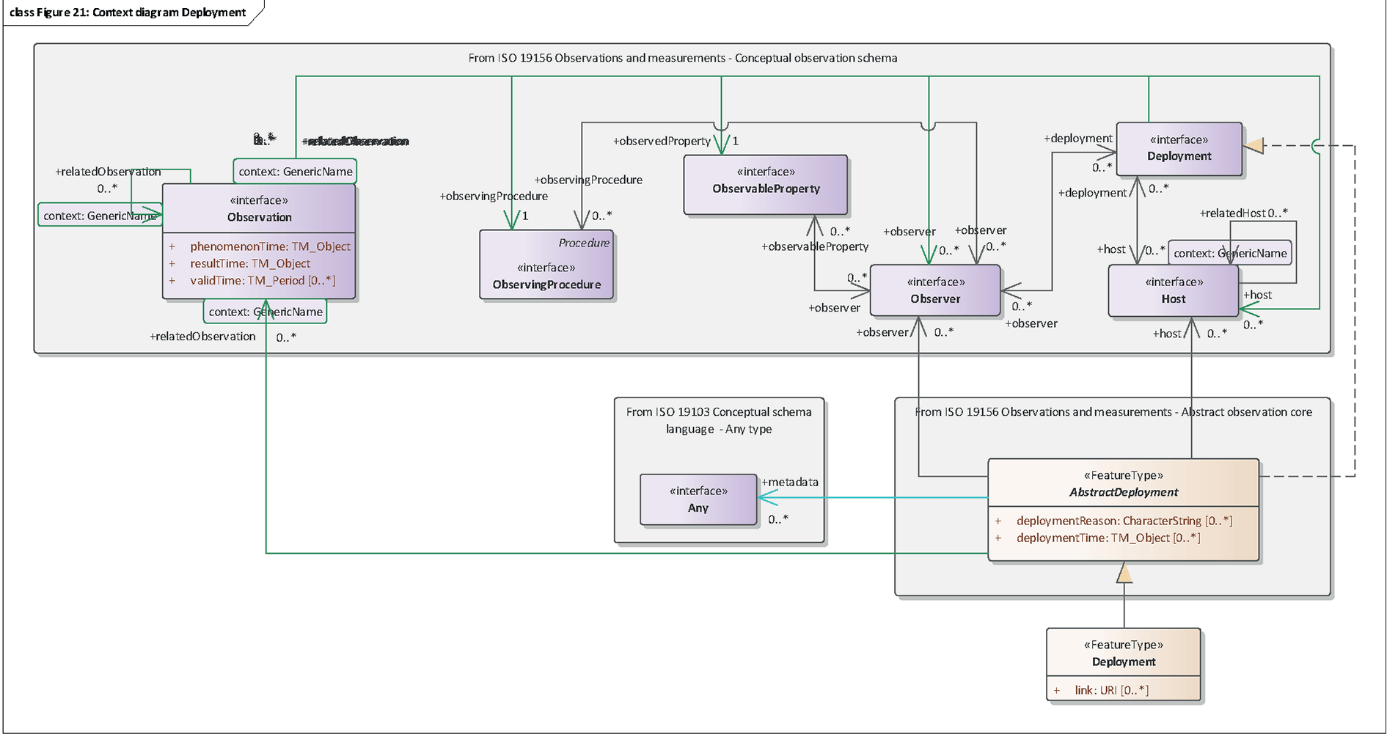 class Figure 21: Context diagram Deployment
From ISO 19156 Observations and measurements - Conceptual observation schema
+relatedObservation
+relatedObservation
0..*
context: GenericName
context: GenericName
«interface»
Observation
+ phenomenonTime: TM_Object
+ resultTime: TM_Object
+ validTime: TM_Period [0..*]
context: GenericName
+relatedObservation
0..*
+observingProcedure
1
+observingProcedure
0..*
Procedure
«interface»
ObservingProcedure
+observedProperty
1
«interface»
ObservableProperty
0..*
+observableProperty
0..*
+observer
+observer
0..*
+observer
0..*
«interface»
Observer
0..*
+observer
+observer
0..*
+deployment
0..*
«interface»
Deployment
+deployment
0..*
+relatedHost 0..*
+host
0..*
context: GenericName
«interface»
Host
+host
0..*
+host
0..*
From ISO 19103 Conceptual schema
language - Any type
«interface»
Any
+metadata
0..*
From ISO 19156 Observations and measurements - Abstract observation core
«FeatureType»
AbstractDeployment
+ deploymentReason: CharacterString [0..*]
+ deploymentTime: TM_Object [0..*]
«FeatureType»
Deployment
+ link: URI [0..*]